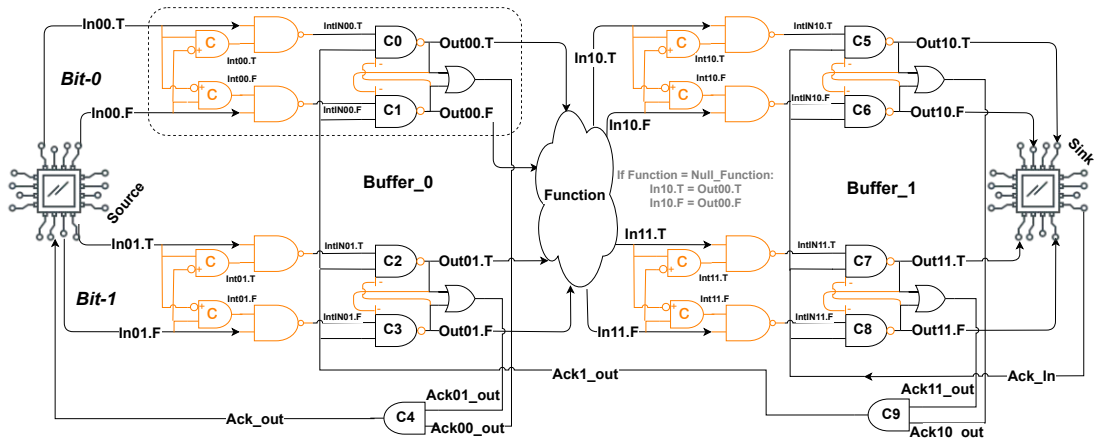 In00.T
IntIN00.T
C0
Out00.T
C
Int00.T
Bit-0
Int00.F
C
In00.F
IntIN00.F
C1
Out00.F
Buffer_0
Source
In01.T
IntIN01.T
C2
Out01.T
C
Int01.T
Bit-1
Int01.F
C
In01.F
IntIN01.F
C3
Out01.F
Function
If Function = Null_Function:
In10.T = Out00.T
In10.F = Out00.F
In10.T
IntIN10.T
C5
Out10.T
C
Int10.T
Int10.F
C
In10.F
IntIN10.F
C6
Out10.F
Buffer_1
Sink
In11.T
IntIN11.T
C7
Out11.T
C
Int11.T
Int11.F
C
In11.F
IntIN11.F
C8
Out11.F
Ack1_out
Ack_In
Ack01_out
Ack11_out
Ack_out
C4
C9
Ack00_out
Ack10_out